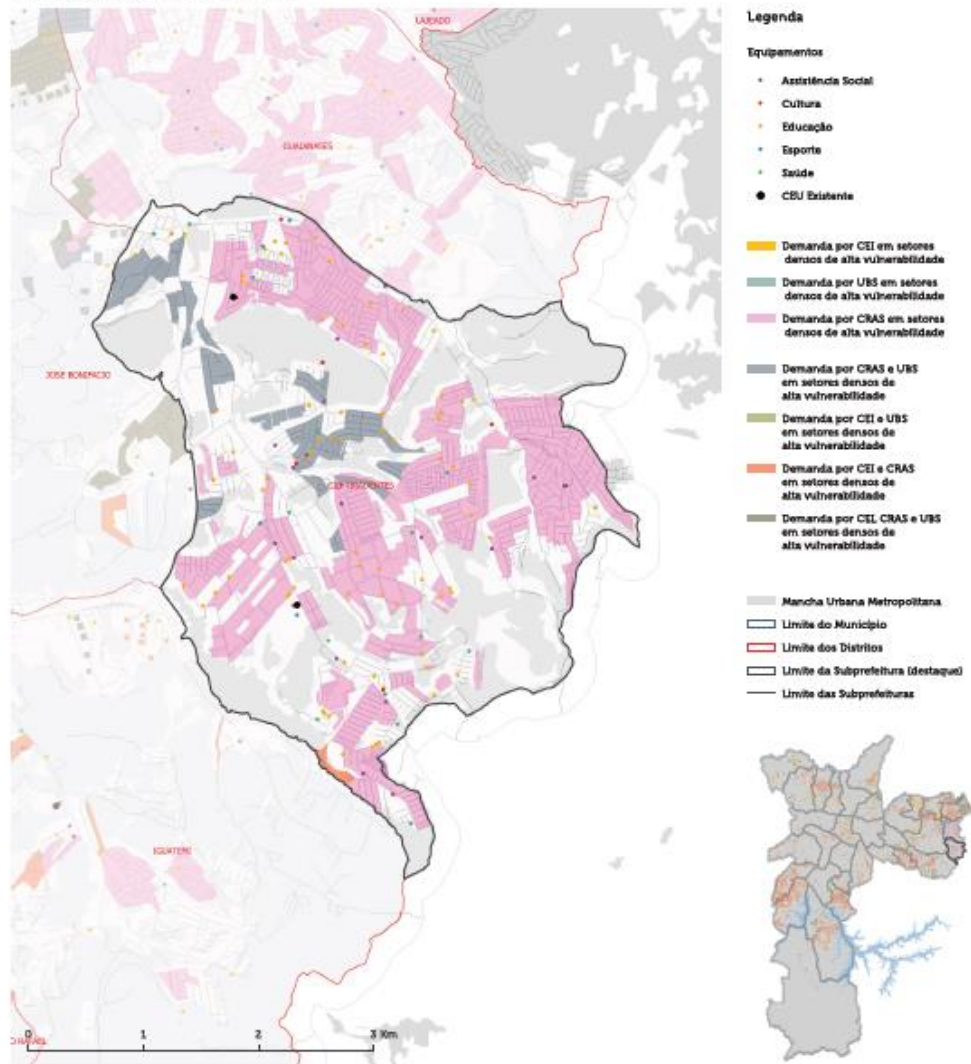 LAJEADO
GUAIANASES
JOSE BONIFACIO
CIDADE TIRADENTES
IGUATEMI
0 1 2 3 Km
Legenda
Equipamentos
Assistência Social
Cultura
Educação
Esporte
Saúde
CEU Existente
Demanda por CEI em setores
densos de alta vulnerabilidade
Demanda por UBS em setores
densos de alta vulnerabilidade
Demanda por CRAS em setores
densos de alta vulnerabilidade
Demanda por CRAS e UBS
em setores densos de
alta vulnerabilidade
Demanda por CEI e UBS
em setores densos de
alta vulnerabilidade
Demanda por CEI e CRAS
em setores densos de
alta vulnerabilidade
Demanda por CEI, CRAS e UBS
em setores densos de
alta vulnerabilidade
Mancha Urbana Metropolitana
Limite do Município
Limite dos Distritos
Limite da Subprefeitura (destaque)
Limite das Subprefeituras